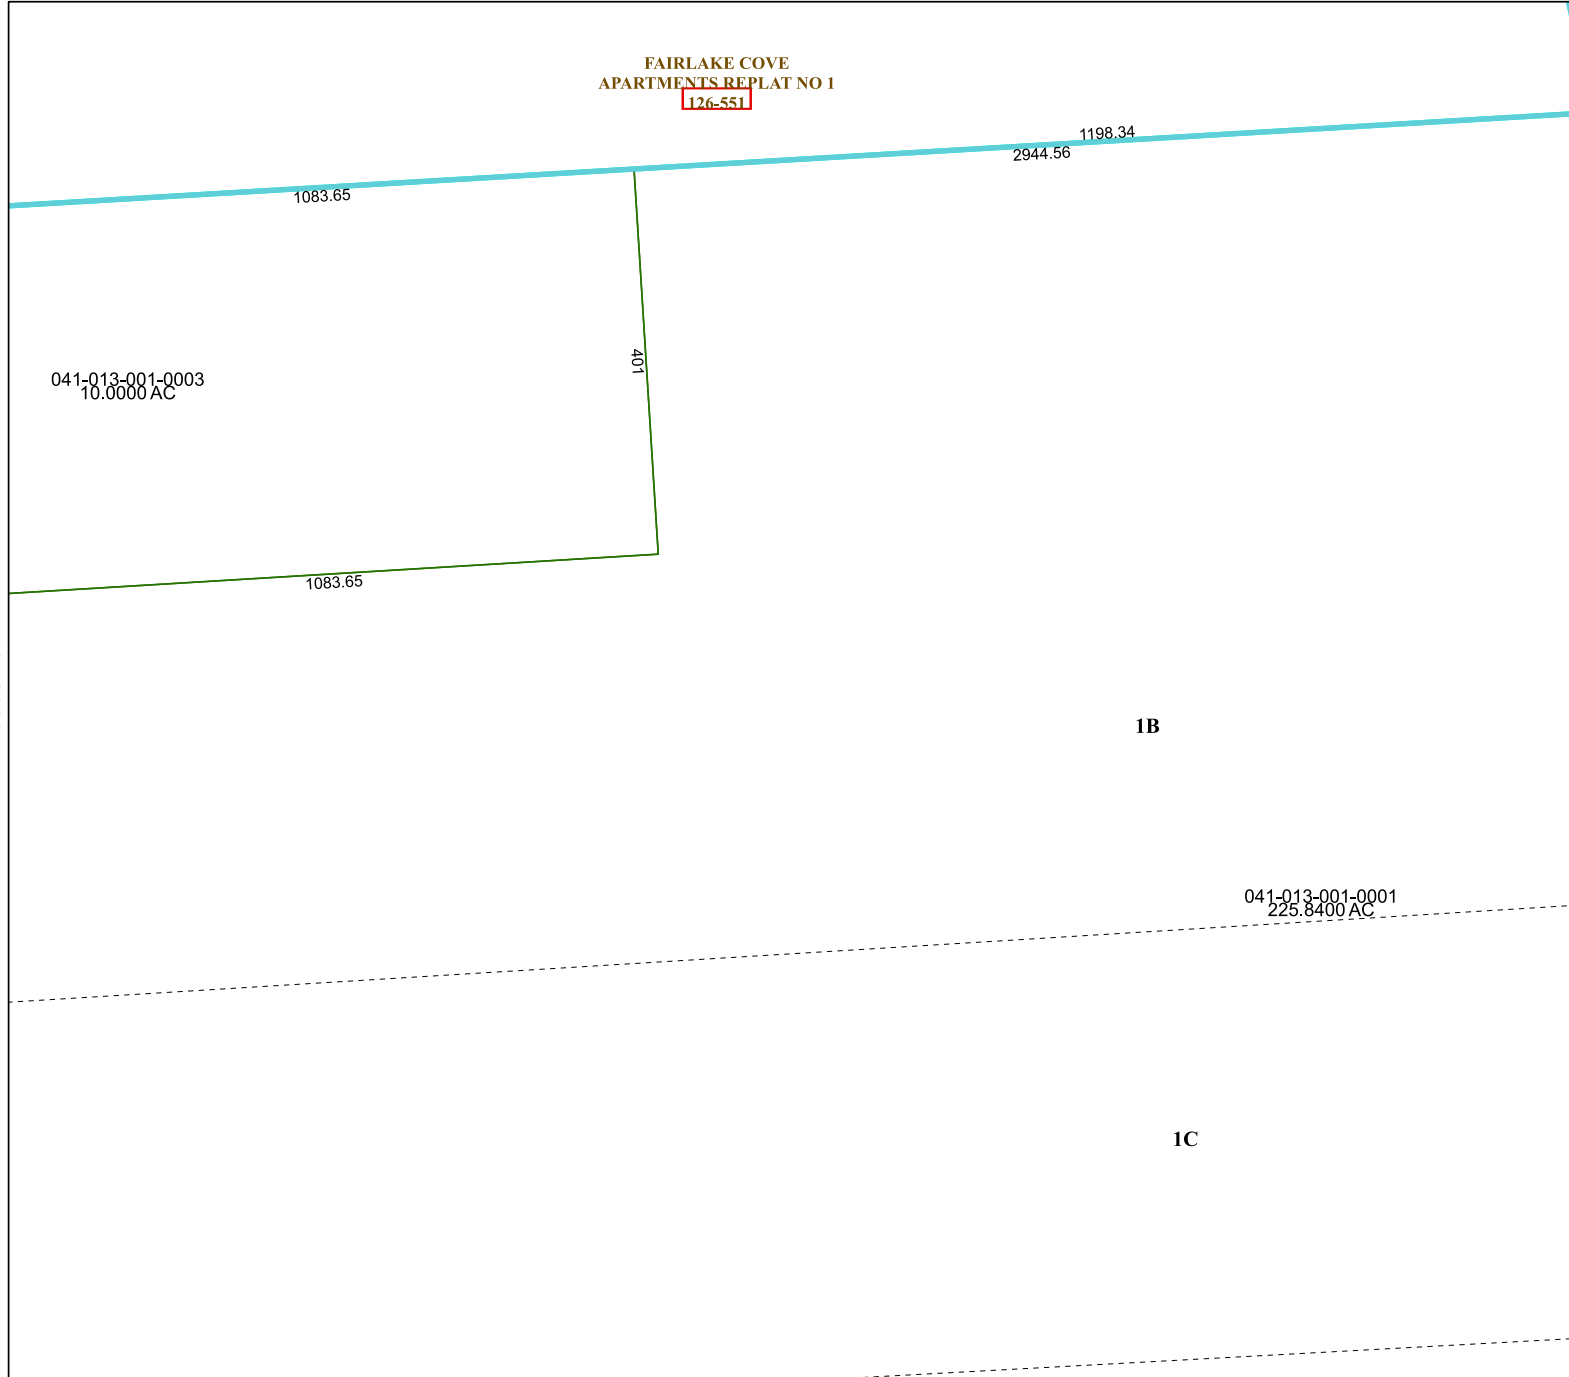 FAIRLAKE COVE
APARTMENTS REPLAT NO 1
126-551
1198.34
2944.56
1083.65
401
041-013-001-0003
10.0000 AC
1083.65
1B
041-013-001-0001
225.8400 AC
1C